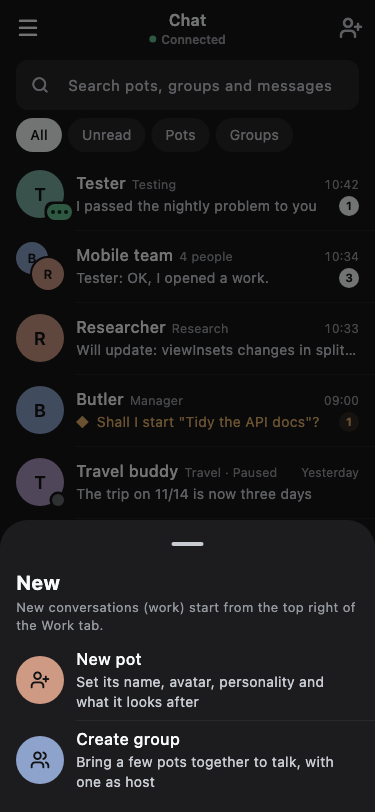 Chat
Connected
Search pots, groups and messages
All
Unread
Pots
Groups
T
Tester Testing 10:42
I passed the nightly problem to you 1
B
R
Mobile team 4 people 10:34
Tester: OK, I opened a work. 3
R
Researcher Research 10:33
Will update: viewInsets changes in split…
B
Butler Manager 09:00
Shall I start "Tidy the API docs"? 1
T
Travel buddy Travel · Paused Yesterday
The trip on 11/14 is now three days
New
New conversations (work) start from the top right of
the Work tab.
New pot
Set its name, avatar, personality and
what it looks after
Create group
Bring a few pots together to talk, with
one as host